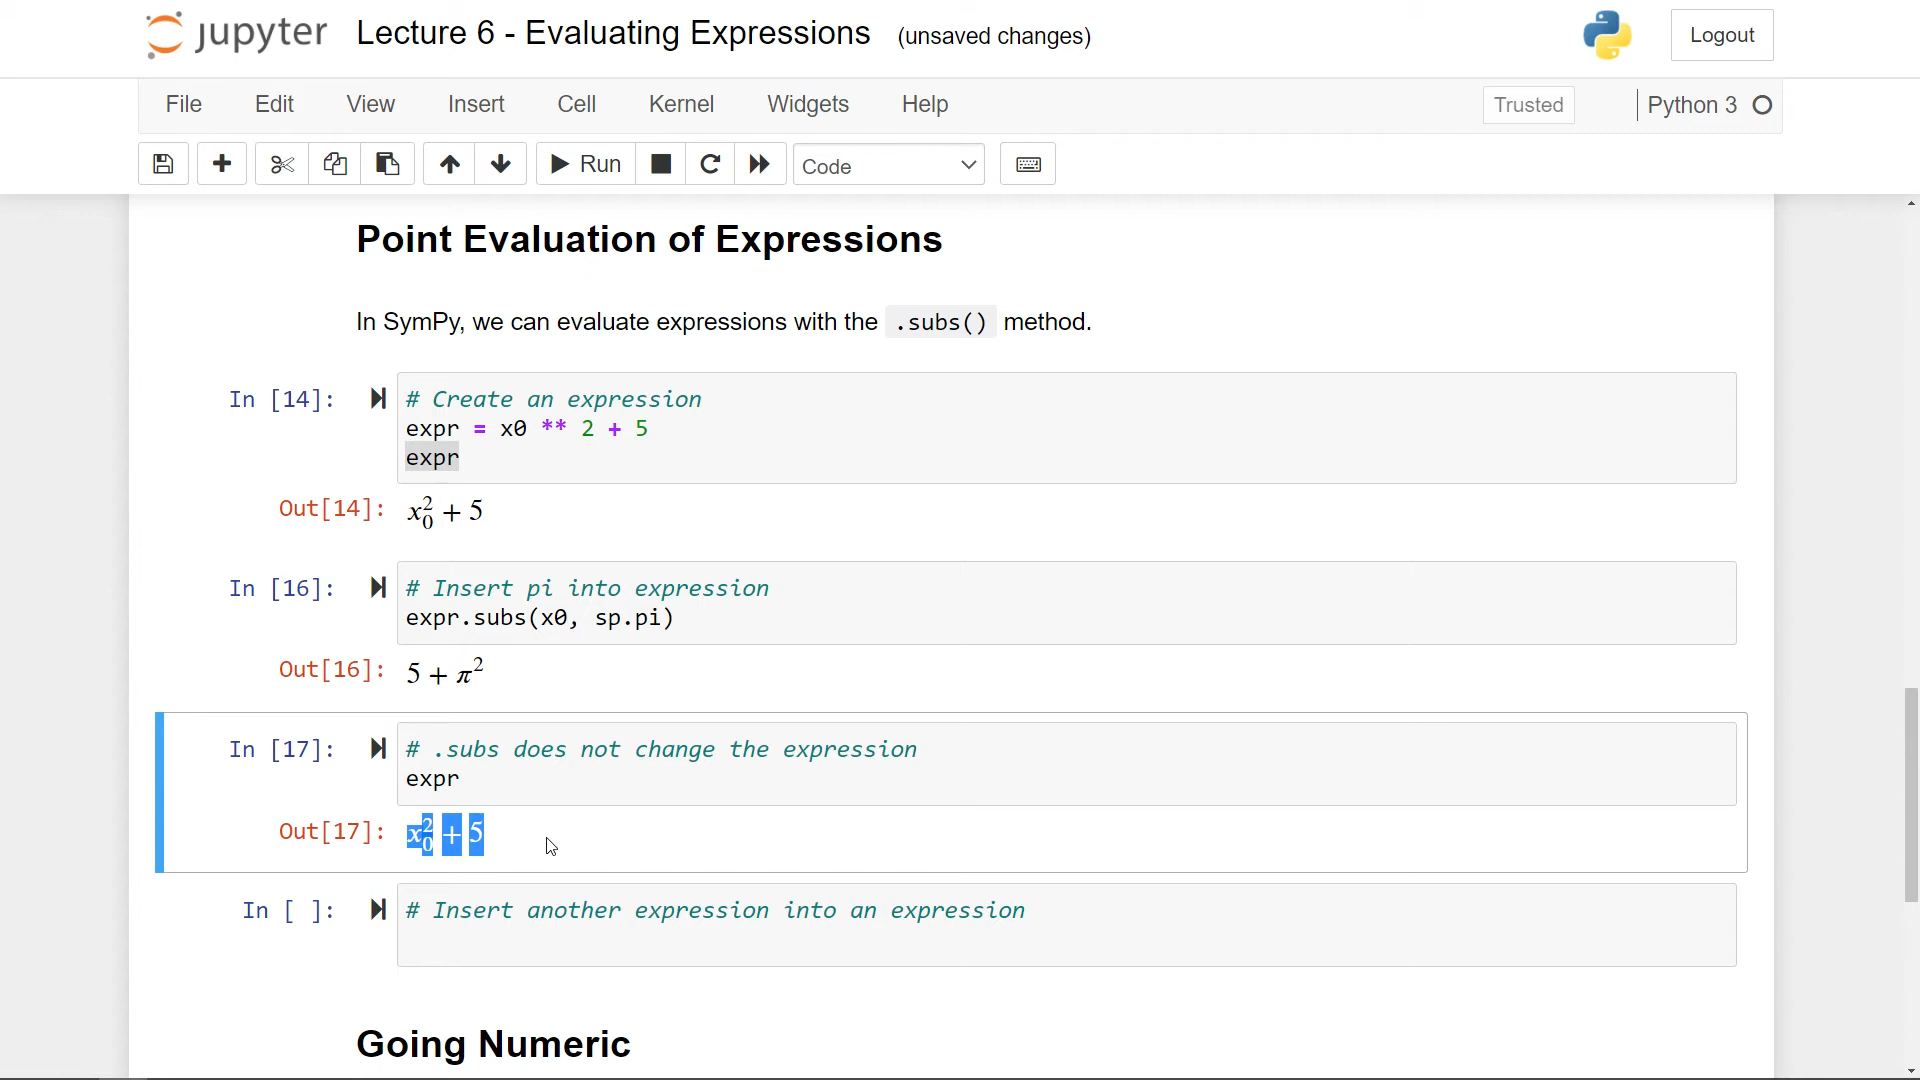 jupyter Lecture 6 - Evaluating Expressions (unsaved changes) Logout
File Edit View Insert Cell Kernel Widgets Help Trusted Python 3
Run Code
Point Evaluation of Expressions
In SymPy, we can evaluate expressions with the .subs() method.
In [14]: # Create an expression
expr = x0 ** 2 + 5
expr
Out[14]: x₀² + 5
In [16]: # Insert pi into expression
expr.subs(x0, sp.pi)
Out[16]: 5 + π²
In [17]: # .subs does not change the expression
expr
Out[17]: x₀² + 5
In [ ]: # Insert another expression into an expression
Going Numeric